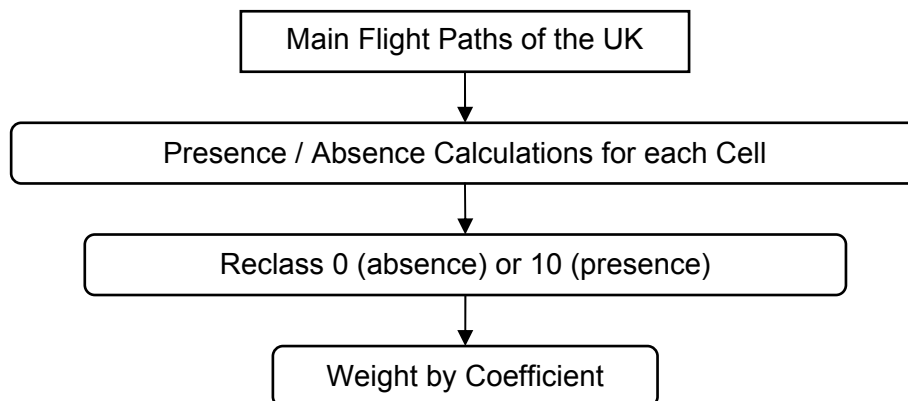 Main Flight Paths of the UK
Presence / Absence Calculations for each Cell
Reclass 0 (absence) or 10 (presence)
Weight by Coefficient